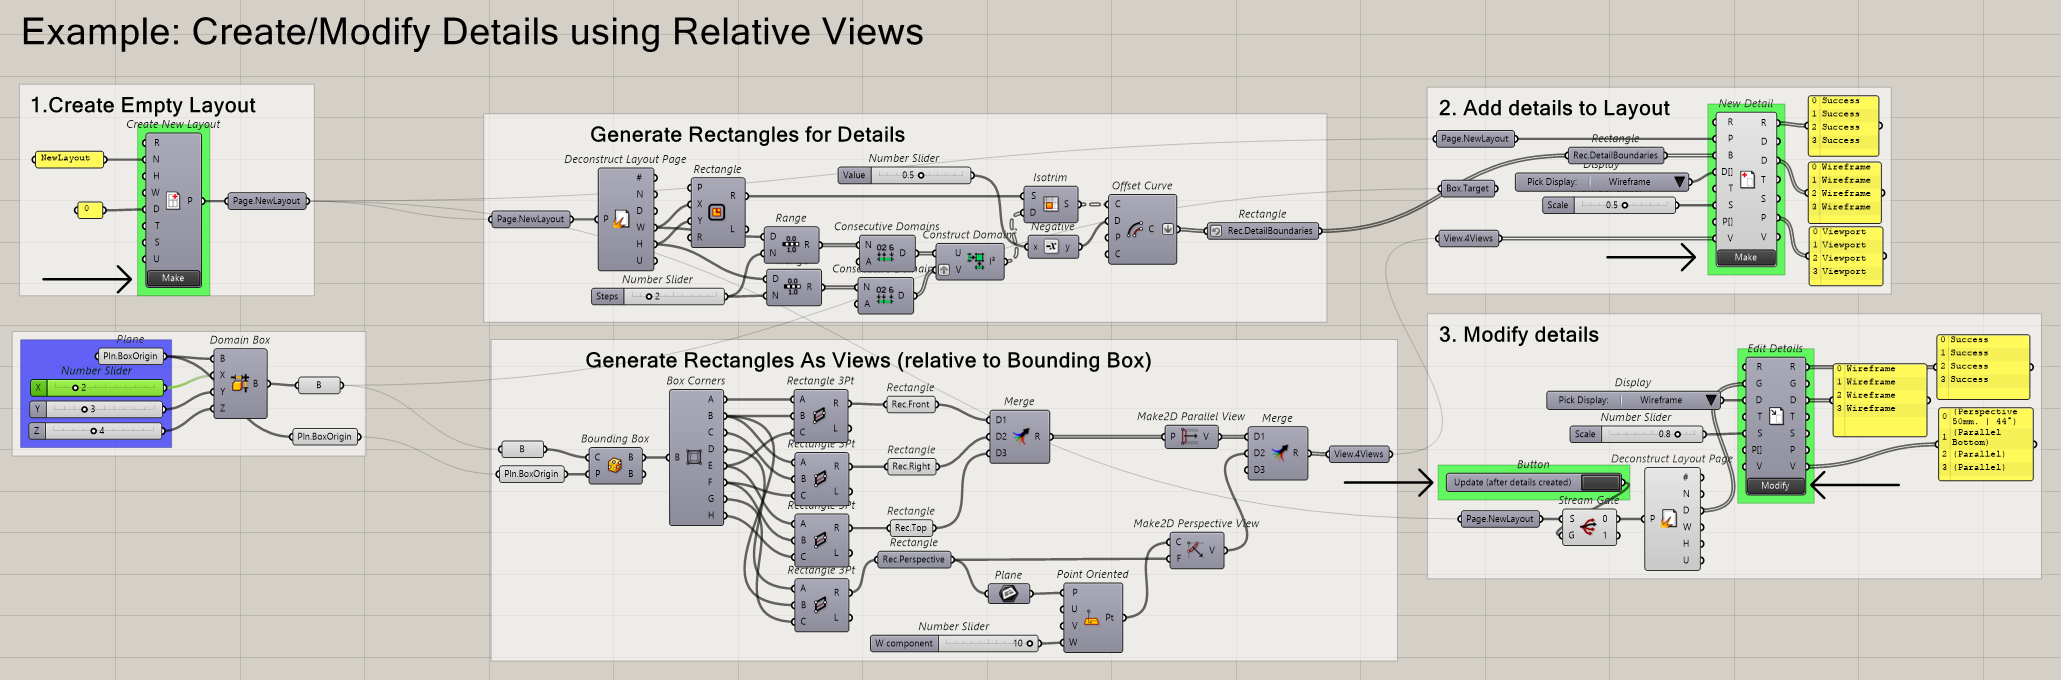 Example: Create/Modify Details using Relative Views
1.Create Empty Layout
Create New Layout
NewLayout
0
R
N
H
W
D
T
S
U
P
Make
Page.NewLayout
Plane
Pln.BoxOrigin
Number Slider
X 2
Y 3
Z 4
Domain Box
B
X
Y
Z
B
B
Pln.BoxOrigin
Generate Rectangles for Details
Page.NewLayout
Deconstruct Layout Page
P
#
N
D
W
H
U
Rectangle
P
X
Y
R
R
L
Number Slider
Steps 2
Number Slider
Value 0.5
Range
D
N
R
D
N
R
Consecutive Domains
N
A
D
N
A
D
Construct Domain
U
V
I²
Isotrim
S
D
S
Negative
x
y
Offset Curve
C
D
P
C
C
Rectangle
Rec.DetailBoundaries
Generate Rectangles As Views (relative to Bounding Box)
B
Pln.BoxOrigin
Bounding Box
C
P
B
B
Box Corners
B
A
B
C
D
E
F
G
H
Rectangle 3Pt
A
B
C
R
L
Rectangle 3Pt
A
B
C
R
L
Rectangle 3Pt
A
B
C
R
L
Rectangle 3Pt
A
B
C
R
L
Rectangle
Rec.Front
Rectangle
Rec.Right
Rectangle
Rec.Top
Rectangle
Rec.Perspective
Plane
Number Slider
W component 10
Point Oriented
P
U
V
W
Pt
Merge
D1
D2
D3
R
Make2D Parallel View
P
V
Make2D Perspective View
C
F
V
Merge
D1
D2
D3
R
View.4Views
2. Add details to Layout
Page.NewLayout
Rectangle
Rec.DetailBoundaries
Box.Target
Display
Pick Display: Wireframe
Scale 0.5
View.4Views
New Detail
R
P
B
D[]
T
S
P[]
V
R
D
D
T
S
P
V
Make
0 Success
1 Success
2 Success
3 Success
0 Wireframe
1 Wireframe
2 Wireframe
3 Wireframe
0 Viewport
1 Viewport
2 Viewport
3 Viewport
3. Modify details
Display
Pick Display: Wireframe
Number Slider
Scale 0.8
Button
Update (after details created)
Page.NewLayout
Stream Gate
S
G
0
1
Deconstruct Layout Page
P
#
N
D
W
H
U
Edit Details
R
G
D
T
S
P[]
V
R
G
D
T
S
P
V
Modify
0 Wireframe
1 Wireframe
2 Wireframe
3 Wireframe
0 Success
1 Success
2 Success
3 Success
0 (Perspective 50mm. | 44°)
1 (Parallel Bottom)
2 (Parallel)
3 (Parallel)